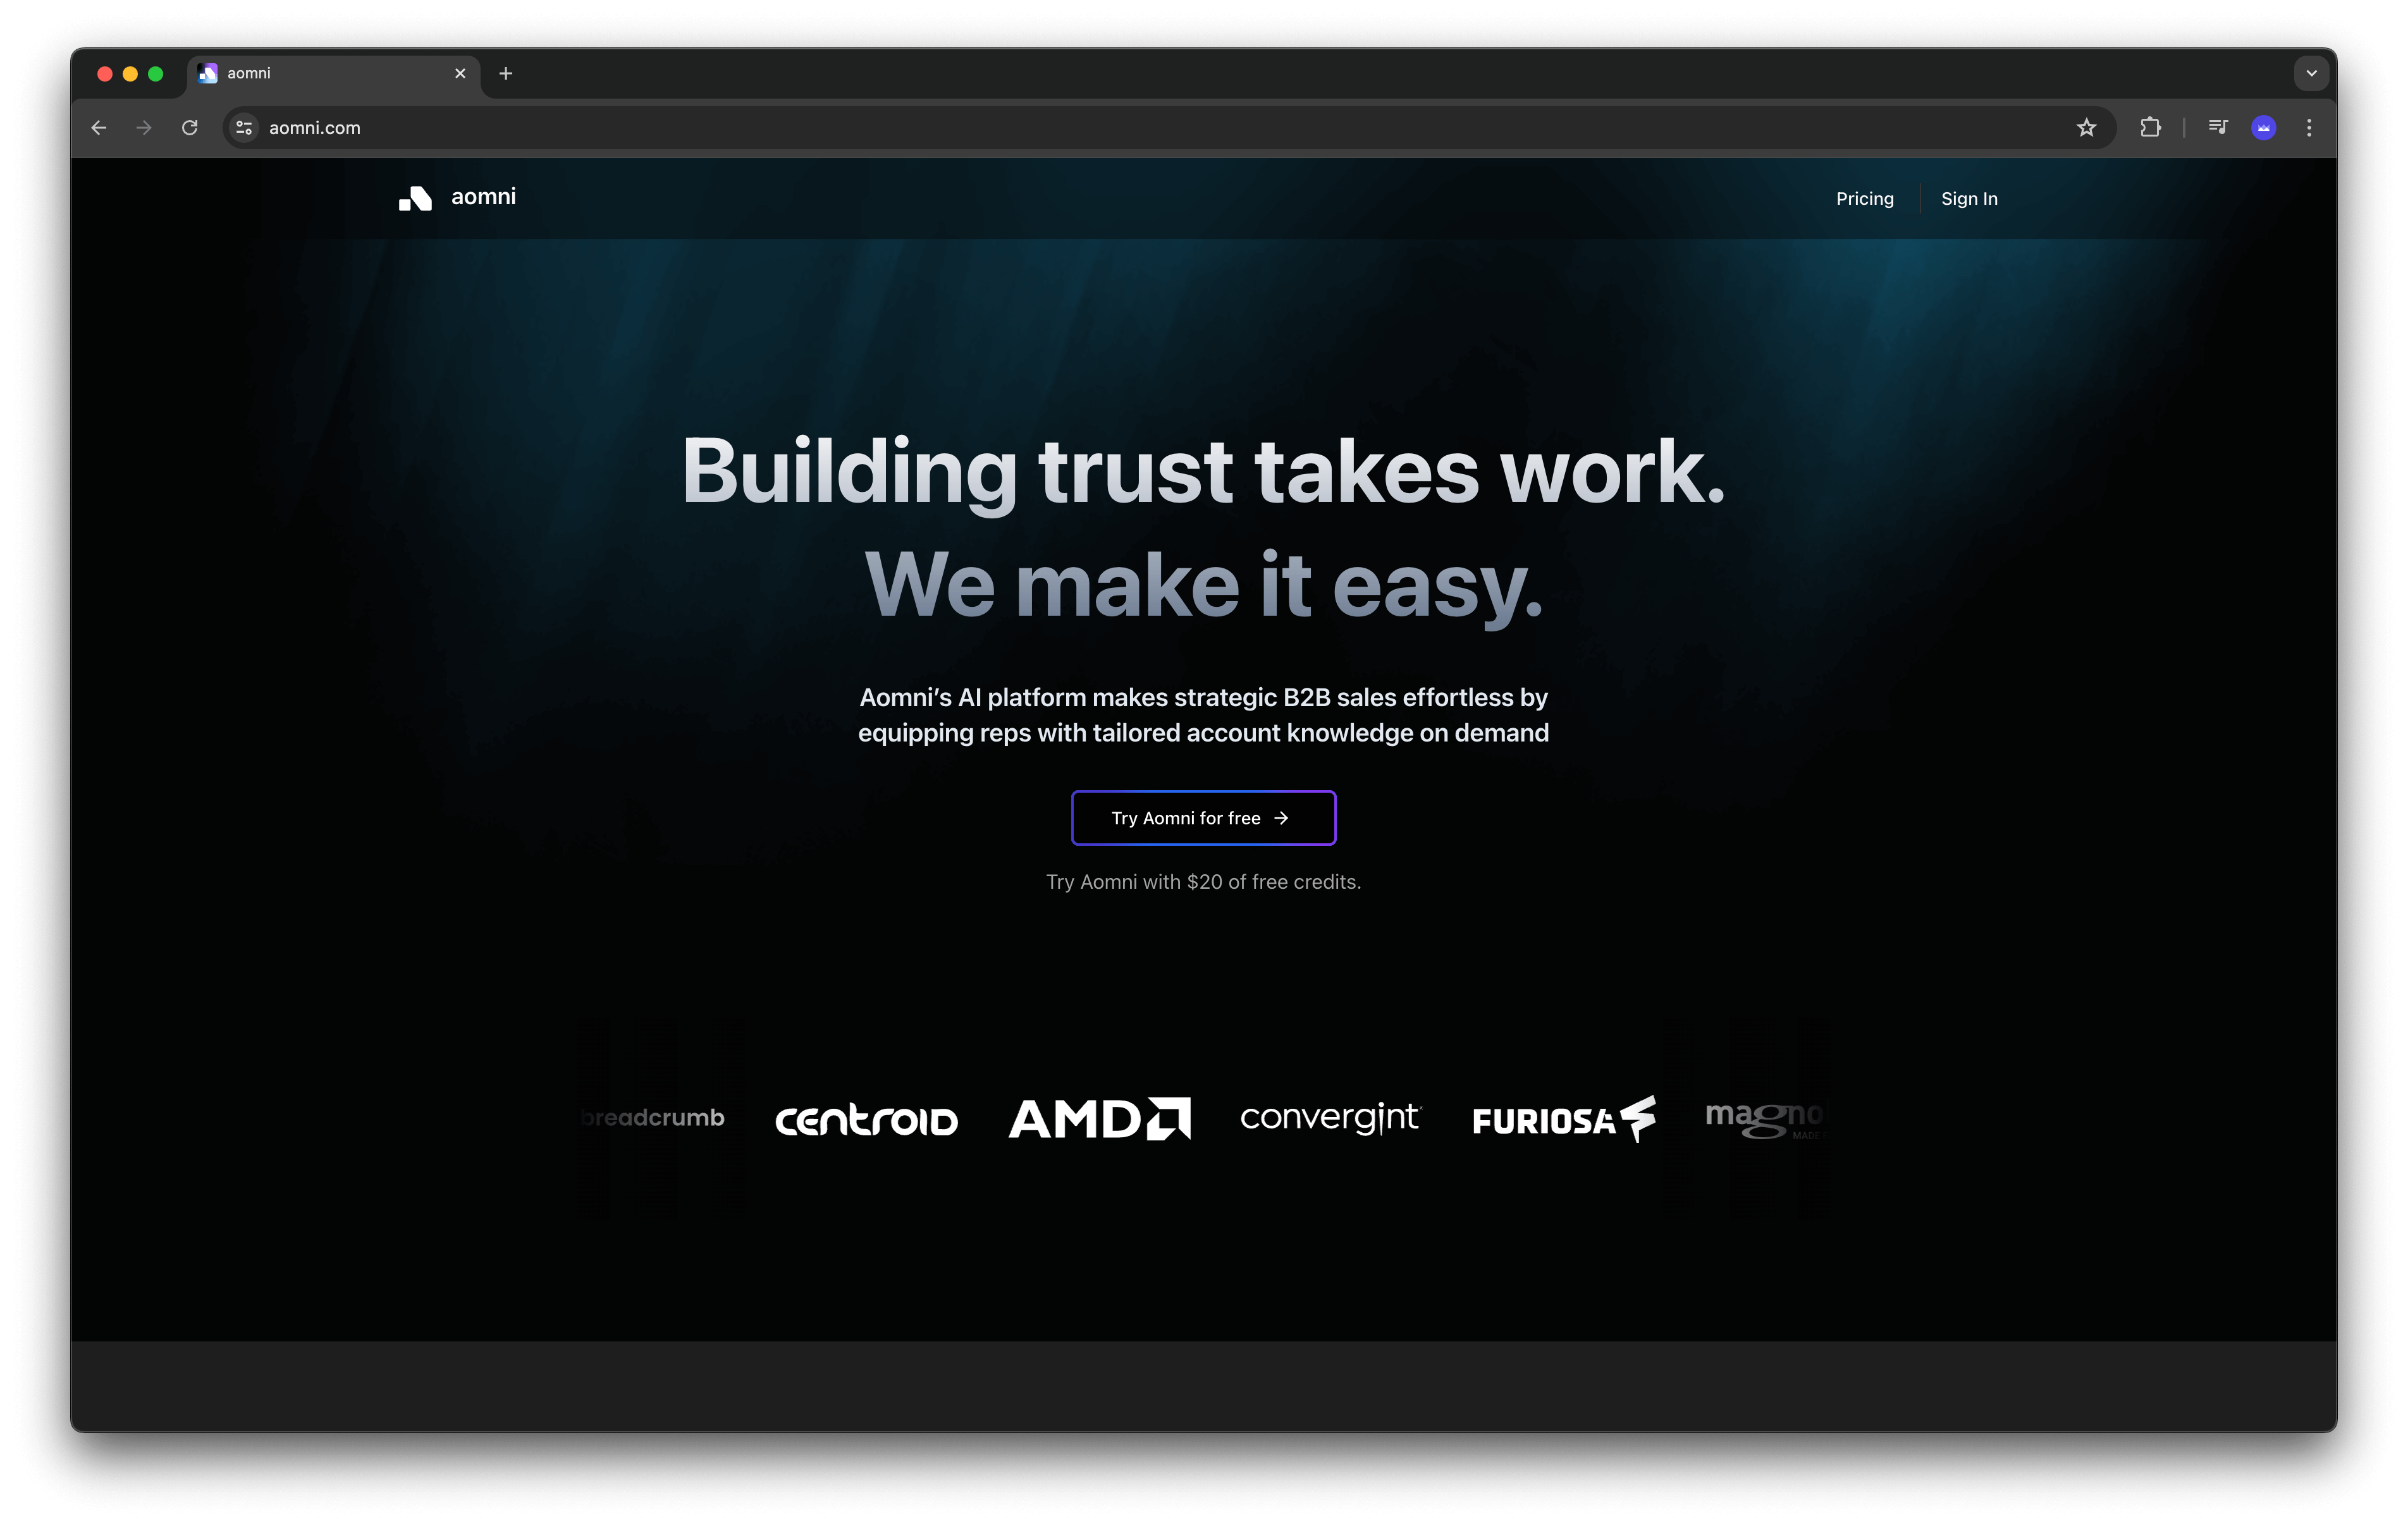 aomni
aomni.com
aomni
Pricing
Sign In
Building trust takes work.
We make it easy.
Aomni’s AI platform makes strategic B2B sales effortless by
equipping reps with tailored account knowledge on demand
Try Aomni for free →
Try Aomni with $20 of free credits.
breadcrumb
centroid
AMD
convergint
FURIOSA
magno
MADE